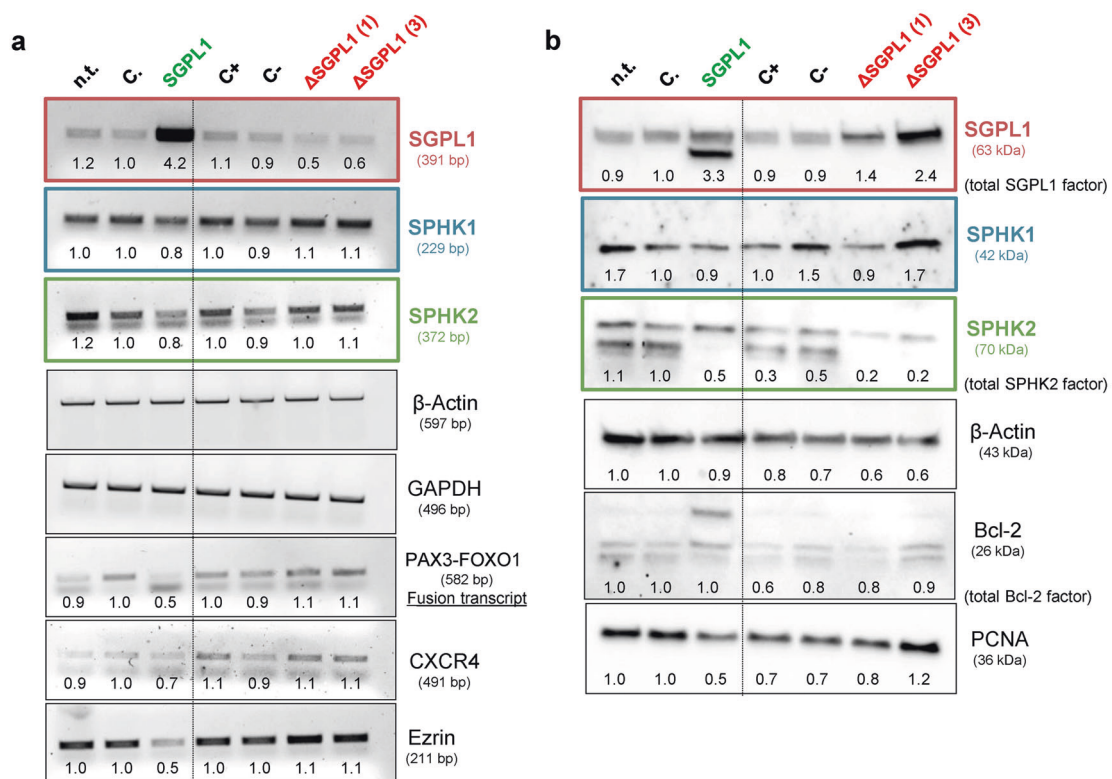 a
n.t. C. SGPL1 C+ C- ΔSGPL1 (1) ΔSGPL1 (3)
SGPL1
(391 bp)
1.2 1.0 4.2 1.1 0.9 0.5 0.6
SPHK1
(229 bp)
1.0 1.0 0.8 1.0 0.9 1.1 1.1
SPHK2
(372 bp)
1.2 1.0 0.8 1.0 0.9 1.0 1.1
β-Actin
(597 bp)
GAPDH
(496 bp)
PAX3-FOXO1
(582 bp)
Fusion transcript
0.9 1.0 0.5 1.0 0.9 1.1 1.1
CXCR4
(491 bp)
0.9 1.0 0.7 1.1 0.9 1.1 1.1
Ezrin
(211 bp)
1.0 1.0 0.5 1.0 1.0 1.1 1.1
b
n.t. C. SGPL1 C+ C- ΔSGPL1 (1) ΔSGPL1 (3)
SGPL1
(63 kDa)
0.9 1.0 3.3 0.9 0.9 1.4 2.4
(total SGPL1 factor)
SPHK1
(42 kDa)
1.7 1.0 0.9 1.0 1.5 0.9 1.7
SPHK2
(70 kDa)
1.1 1.0 0.5 0.3 0.5 0.2 0.2
(total SPHK2 factor)
β-Actin
(43 kDa)
1.0 1.0 0.9 0.8 0.7 0.6 0.6
Bcl-2
(26 kDa)
1.0 1.0 1.0 0.6 0.8 0.8 0.9
(total Bcl-2 factor)
PCNA
(36 kDa)
1.0 1.0 0.5 0.7 0.7 0.8 1.2